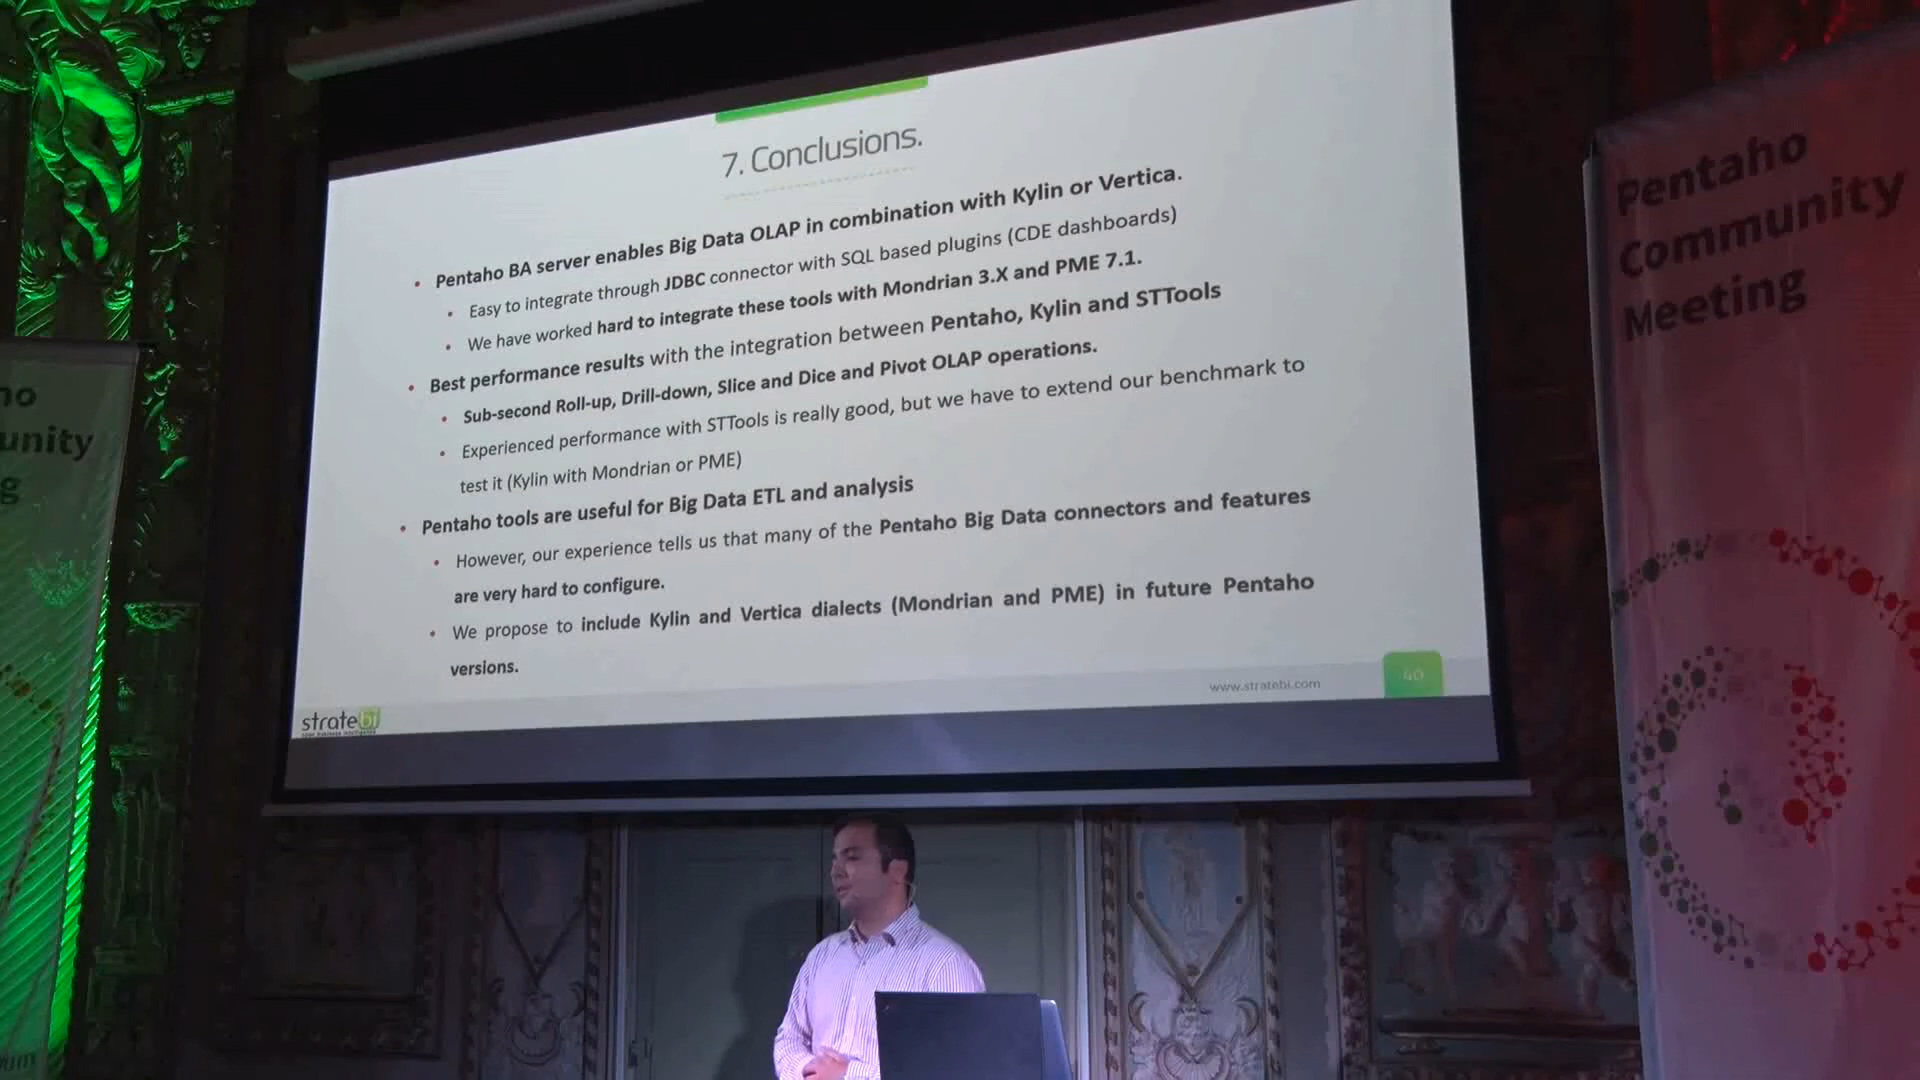 7. Conclusions.
• Pentaho BA server enables Big Data OLAP in combination with Kylin or Vertica.
• Easy to integrate through JDBC connector with SQL based plugins (CDE dashboards)
• We have worked hard to integrate these tools with Mondrian 3.X and PME 7.1.
• Best performance results with the integration between Pentaho, Kylin and STTools
• Sub-second Roll-up, Drill-down, Slice and Dice and Pivot OLAP operations.
• Experienced performance with STTools is really good, but we have to extend our benchmark to
test it (Kylin with Mondrian or PME)
• Pentaho tools are useful for Big Data ETL and analysis
• However, our experience tells us that many of the Pentaho Big Data connectors and features
are very hard to configure.
• We propose to include Kylin and Vertica dialects (Mondrian and PME) in future Pentaho
versions.
www.stratebi.com
40
stratebi
open business intelligence
Pentaho
Community
Meeting
ho
unity
g